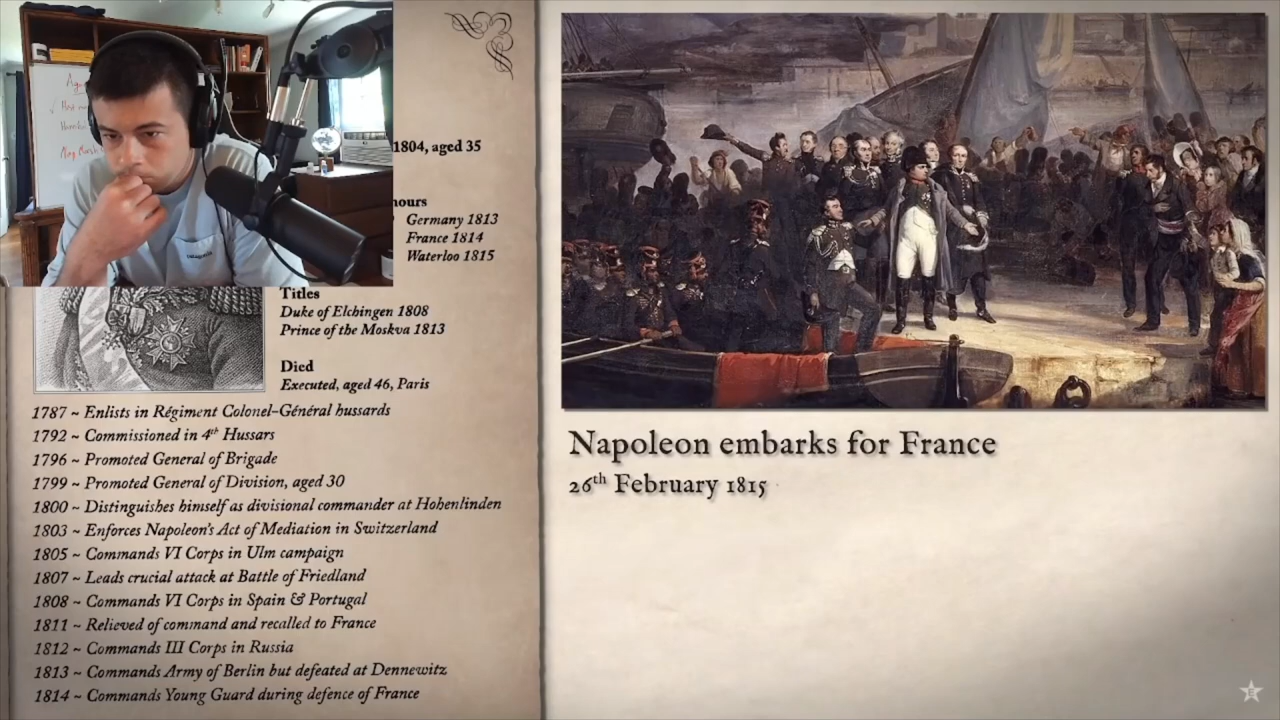 1804, aged 35
Germany 1813
France 1814
Waterloo 1815
Titles
Duke of Elchingen 1808
Prince of the Moskva 1813
Died
Executed, aged 46, Paris
1787 ~ Enlists in Régiment Colonel-Général hussards
1792 ~ Commissioned in 4th Hussars
1796 ~ Promoted General of Brigade
1799 ~ Promoted General of Division, aged 30
1800 ~ Distinguishes himself as divisional commander at Hohenlinden
1803 ~ Enforces Napoleon's Act of Mediation in Switzerland
1805 ~ Commands VI Corps in Ulm campaign
1807 ~ Leads crucial attack at Battle of Friedland
1808 ~ Commands VI Corps in Spain & Portugal
1811 ~ Relieved of command and recalled to France
1812 ~ Commands III Corps in Russia
1813 ~ Commands Army of Berlin but defeated at Dennewitz
1814 ~ Commands Young Guard during defence of France
Napoleon embarks for France
26th February 1815
E